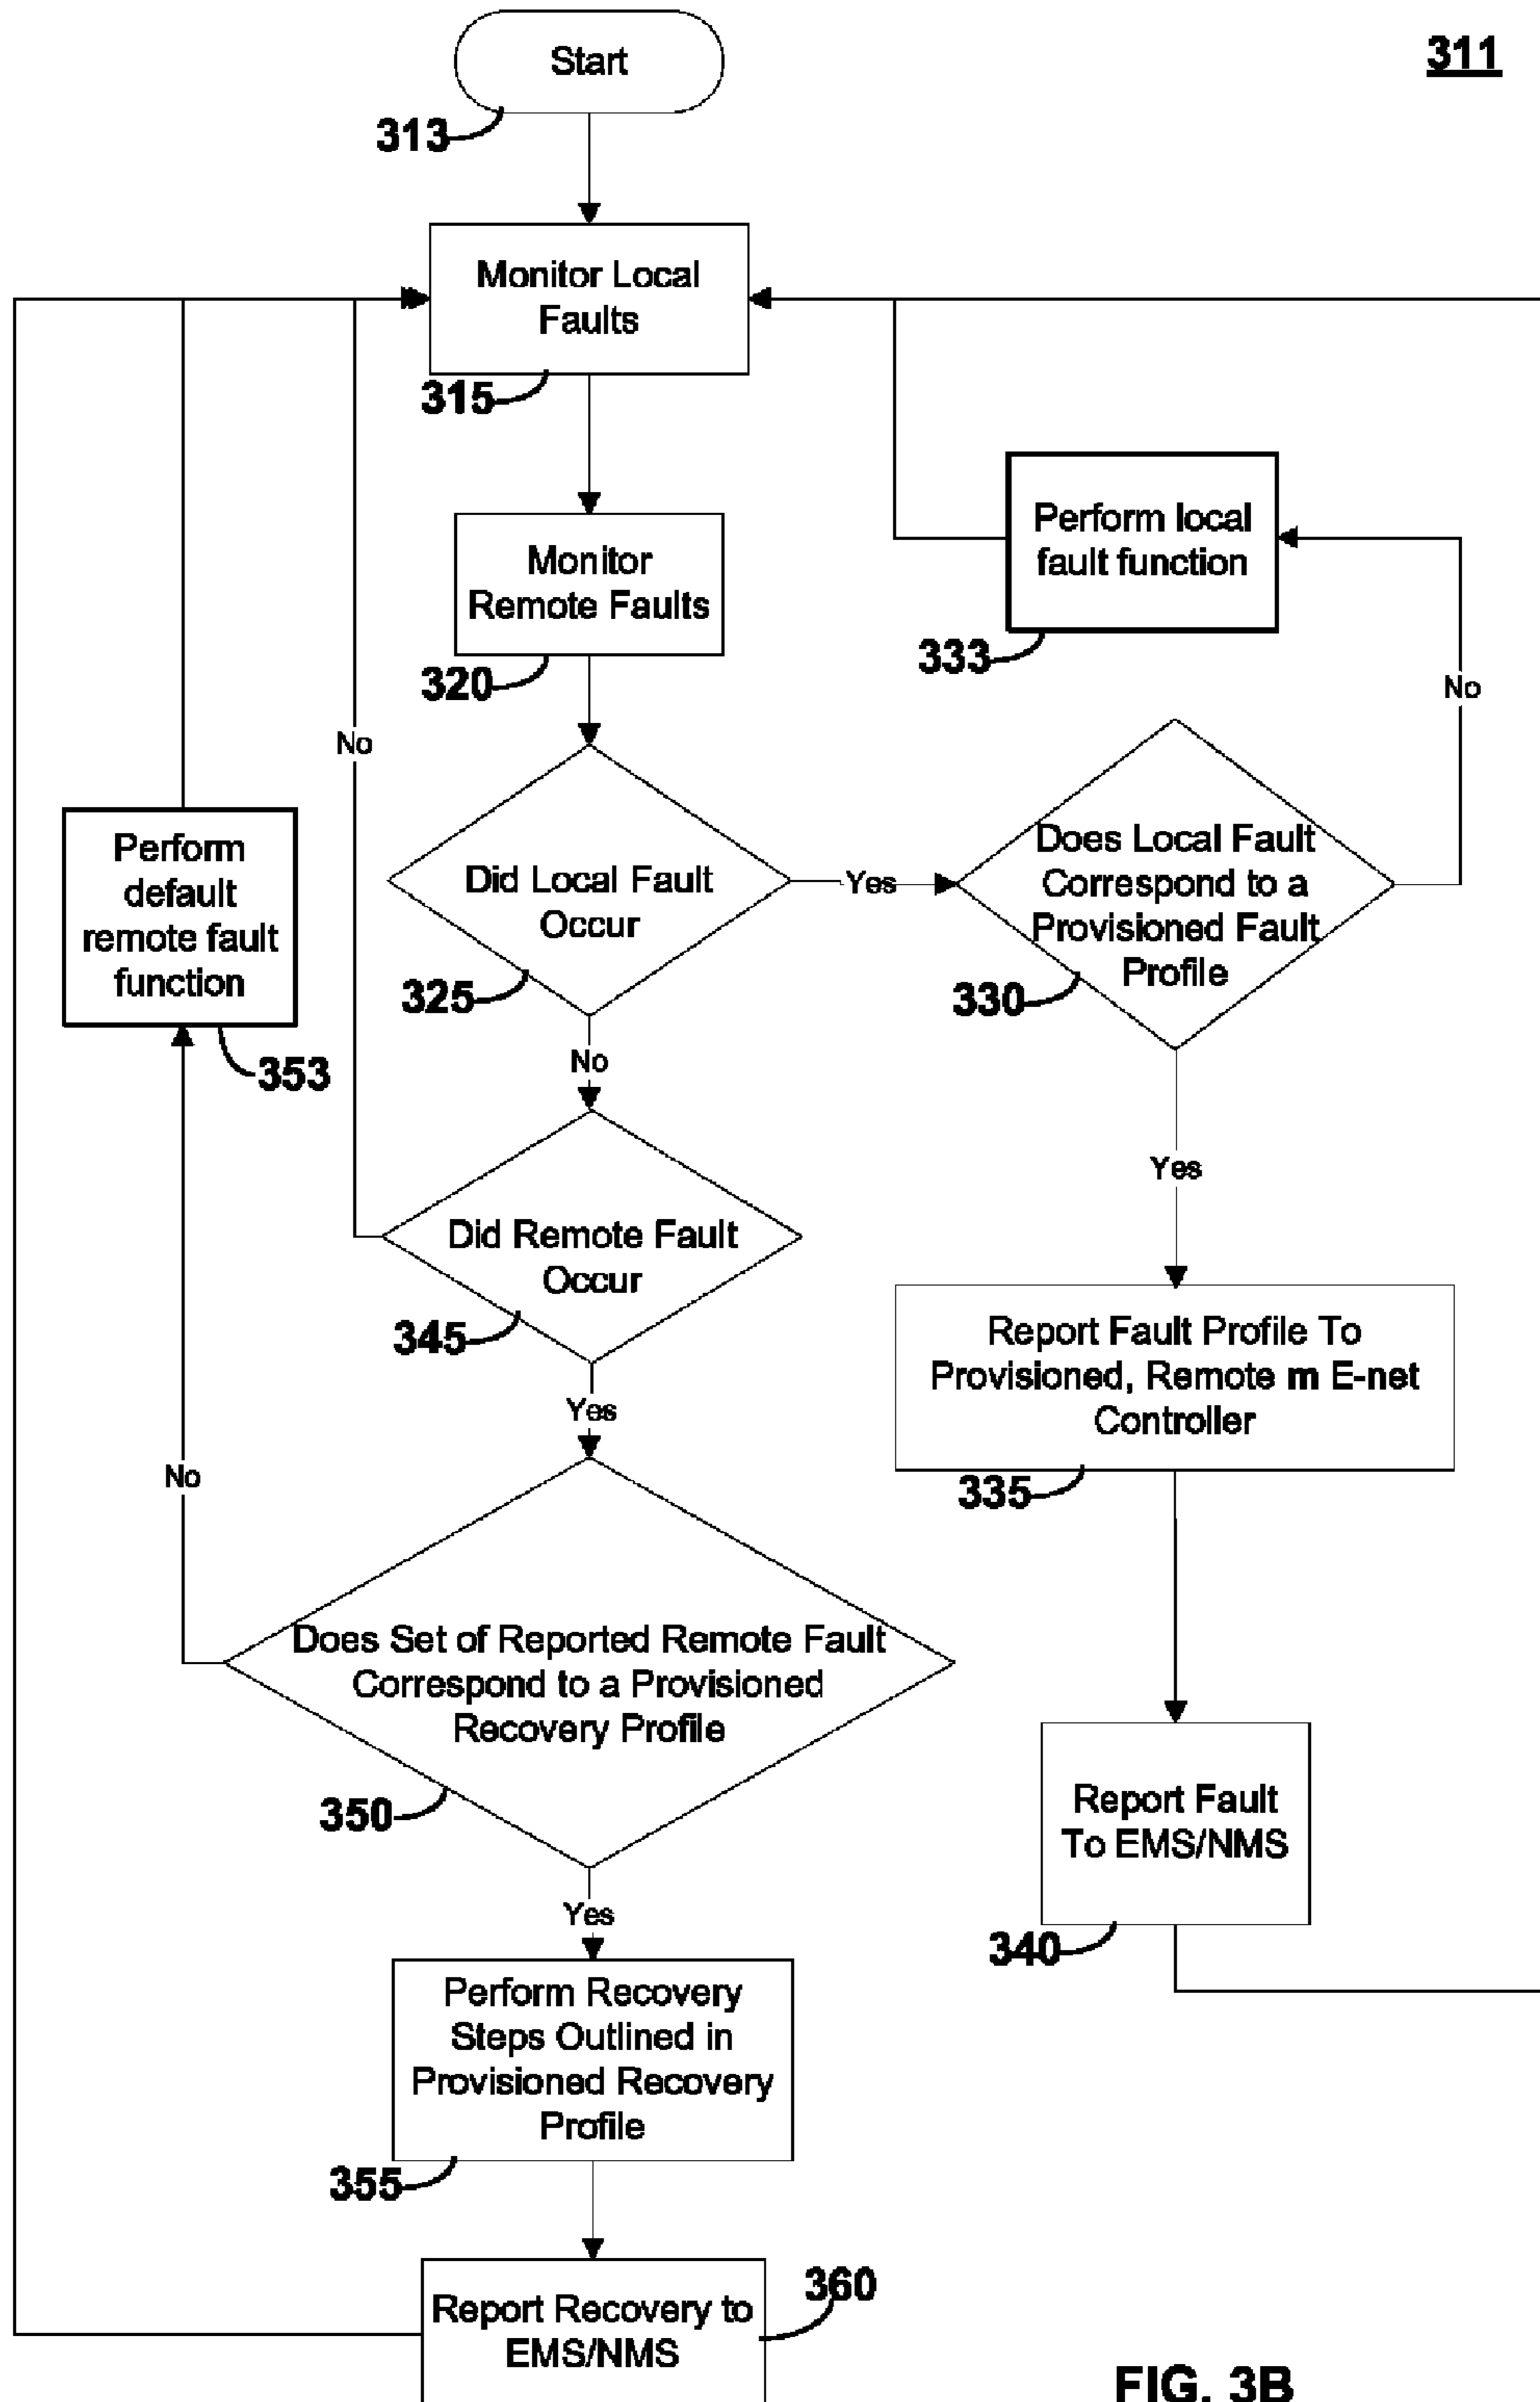 311
Start
313
Monitor Local
Faults
315
Monitor
Remote Faults
320
Perform local
fault function
333
No
No
Did Local Fault
Occur
325
Yes
Does Local Fault
Correspond to a
Provisioned Fault
Profile
330
Perform
default
remote fault
function
353
No
Yes
Did Remote Fault
Occur
345
Yes
Report Fault Profile To
Provisioned, Remote m E-net
Controller
335
No
Does Set of Reported Remote Fault
Correspond to a Provisioned
Recovery Profile
350
Report Fault
To EMS/NMS
340
Yes
Perform Recovery
Steps Outlined in
Provisioned Recovery
Profile
355
Report Recovery to
EMS/NMS
360
FIG. 3B